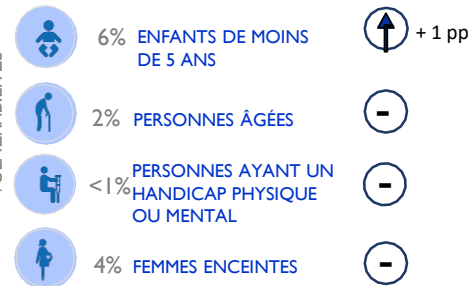 6% ENFANTS DE MOINS
DE 5 ANS
+ 1 pp
2% PERSONNES ÂGÉES
-
<1% PERSONNES AYANT UN
HANDICAP PHYSIQUE
OU MENTAL
-
4% FEMMES ENCEINTES
-